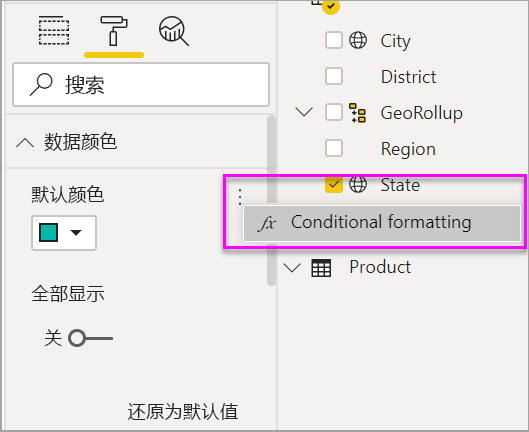 搜索
数据颜色
默认颜色
全部显示
关
还原为默认值
City
District
GeoRollup
Region
State
fx Conditional formatting
Product